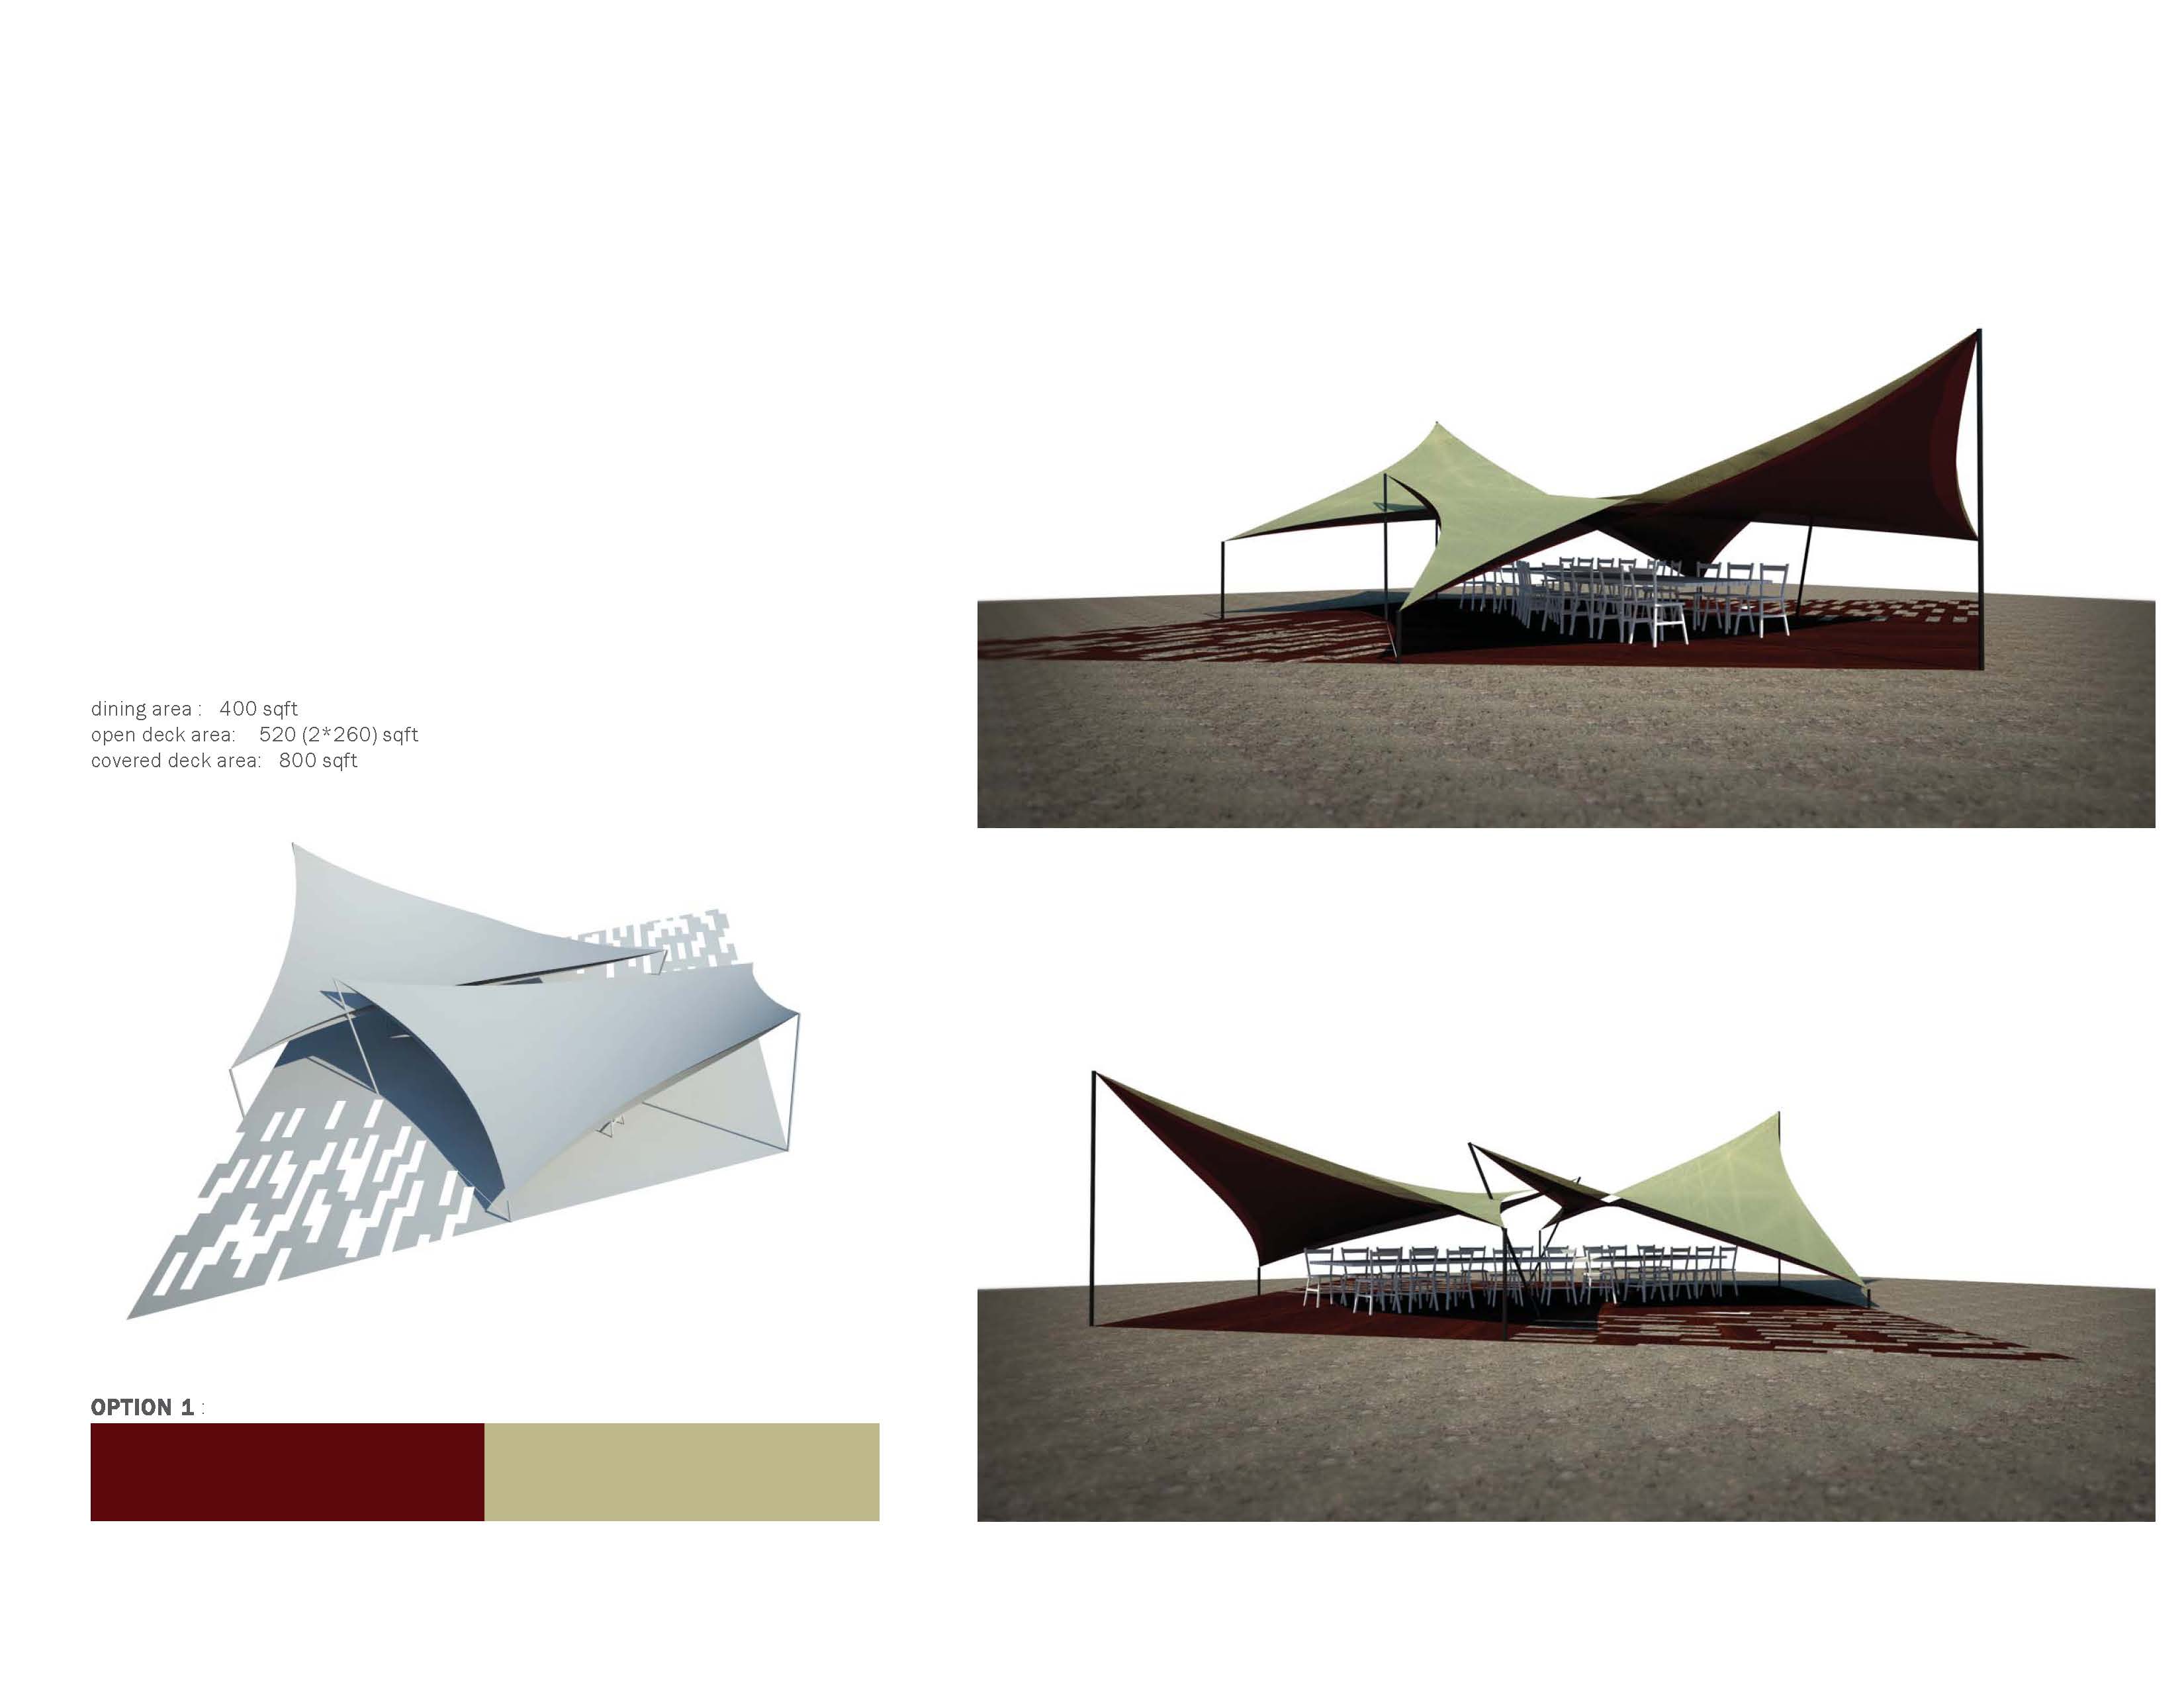 dining area : 400 sqft
open deck area: 520 (2*260) sqft
covered deck area: 800 sqft
OPTION 1 :